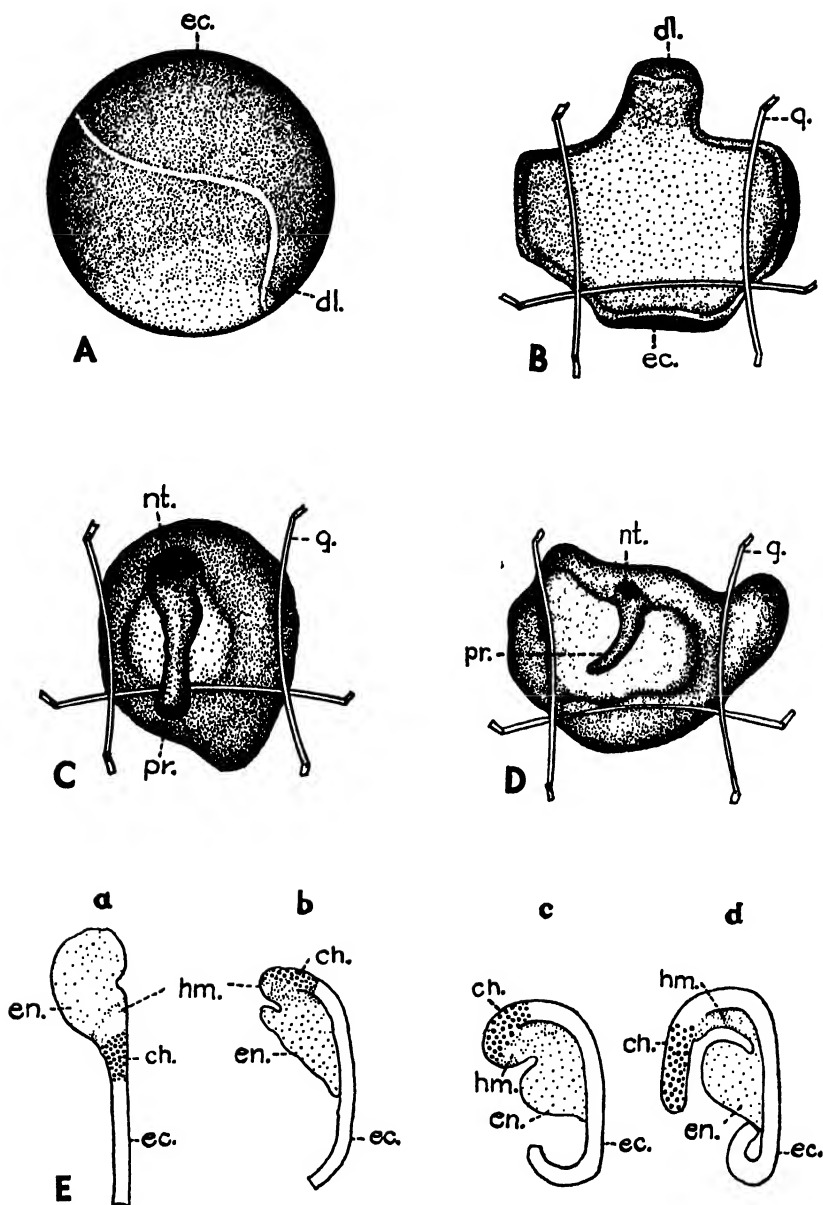 ec.
dl.
A
dl.
g.
ec.
B
nt.
g.
pr.
C
nt.
g.
pr.
D
a
b
c
d
en.
hm.
ch.
ec.
ch.
en.
ec.
ch.
hm.
en.
ec.
hm.
ch.
en.
ec.
E